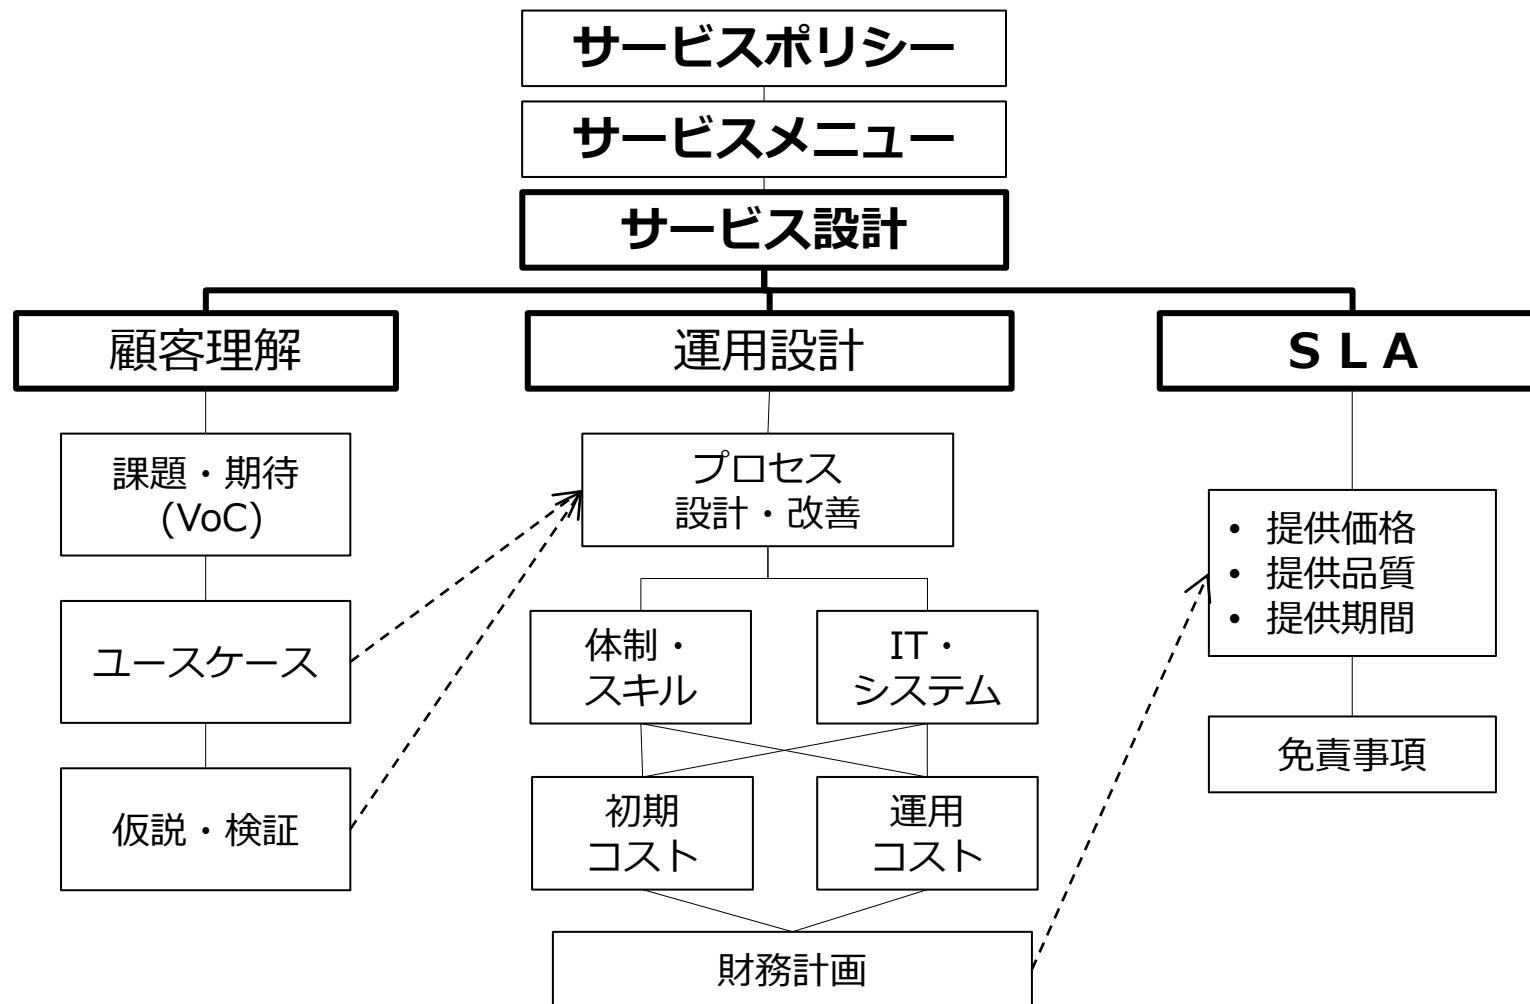 サービスポリシー
サービスメニュー
サービス設計
顧客理解
課題・期待
(VoC)
ユースケース
仮説・検証
運用設計
プロセス
設計・改善
体制・
スキル
IT・
システム
初期
コスト
運用
コスト
財務計画
ＳＬＡ
• 提供価格
• 提供品質
• 提供期間
免責事項